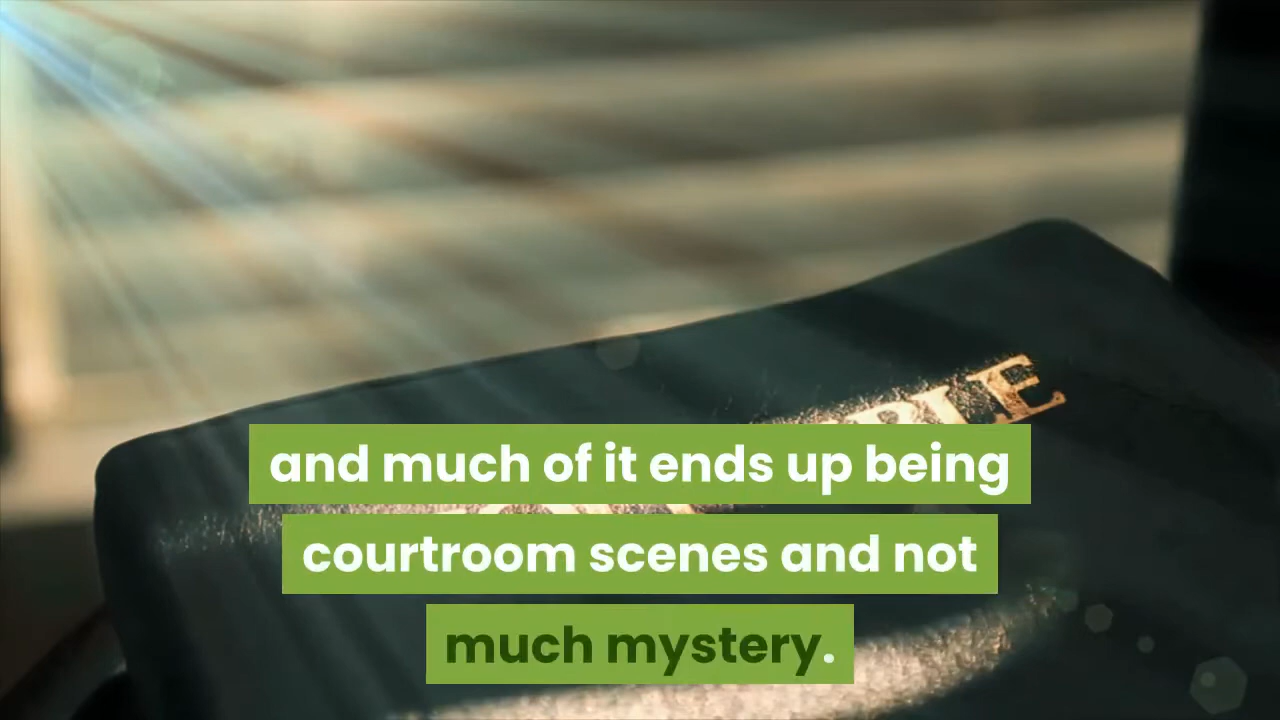 and much of it ends up being
courtroom scenes and not
much mystery.